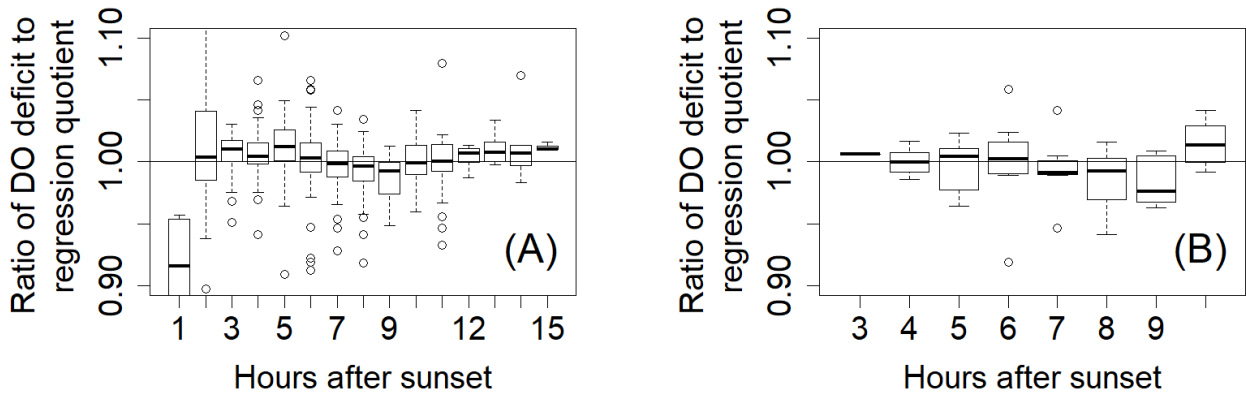 Ratio of DO deficit to
regression quotient
1.10
1.00
0.90
(A)
1 3 5 7 9 12 15
Hours after sunset
Ratio of DO deficit to
regression quotient
1.10
1.00
0.90
(B)
3 4 5 6 7 8 9
Hours after sunset